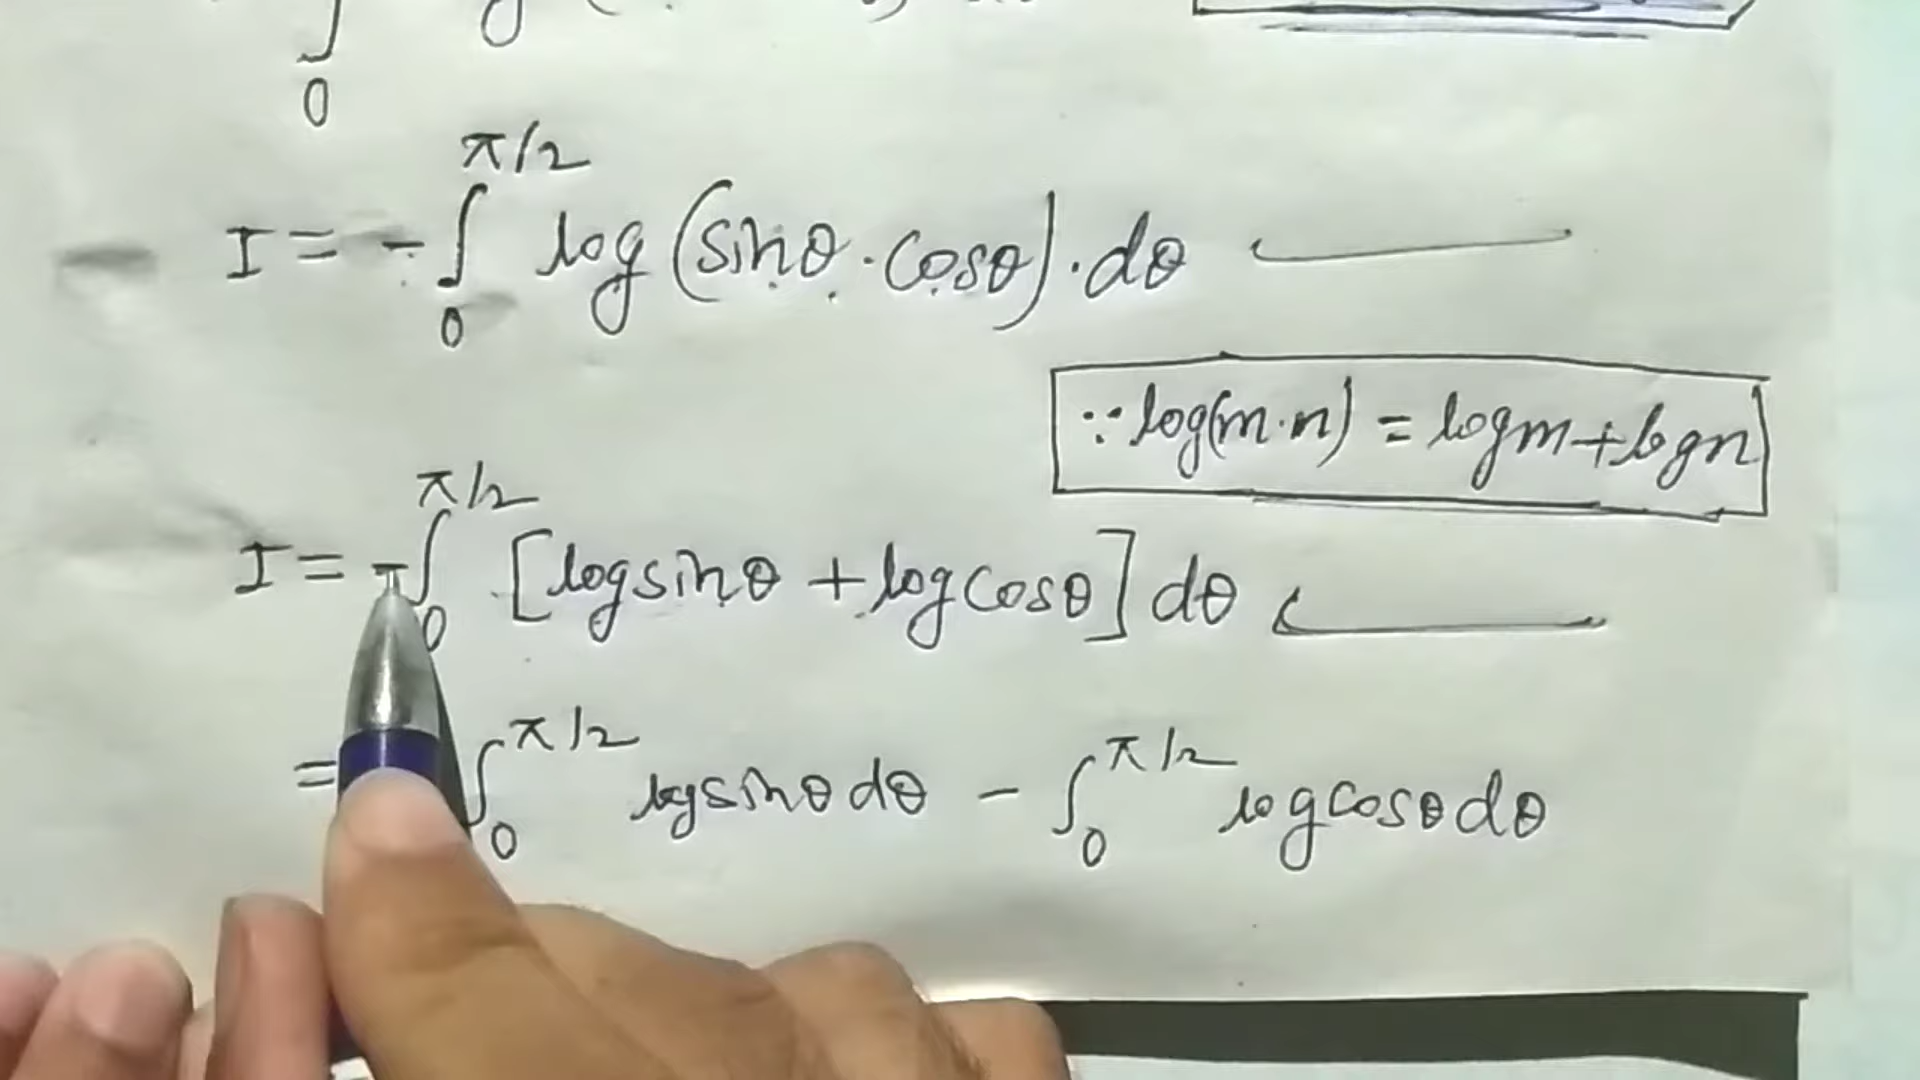 ∫
0
I = - ∫₀^π/2 log (sinθ · cosθ) · dθ
∵ log(m·n) = logm + logn
I = - ∫₀^π/2 [logsinθ + logcosθ] dθ
= ∫₀^π/2 logsinθ dθ - ∫₀^π/2 logcosθ dθ